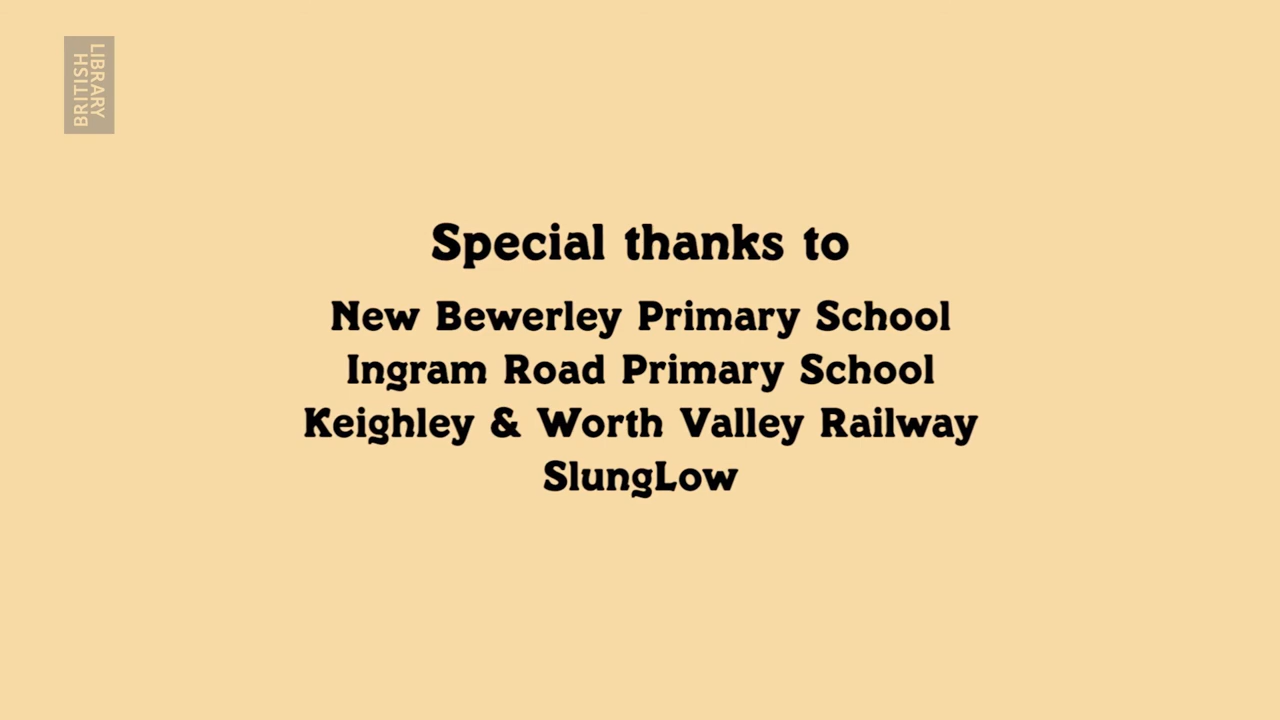 BRITISH
LIBRARY
Special thanks to
New Bewerley Primary School
Ingram Road Primary School
Keighley & Worth Valley Railway
SlungLow